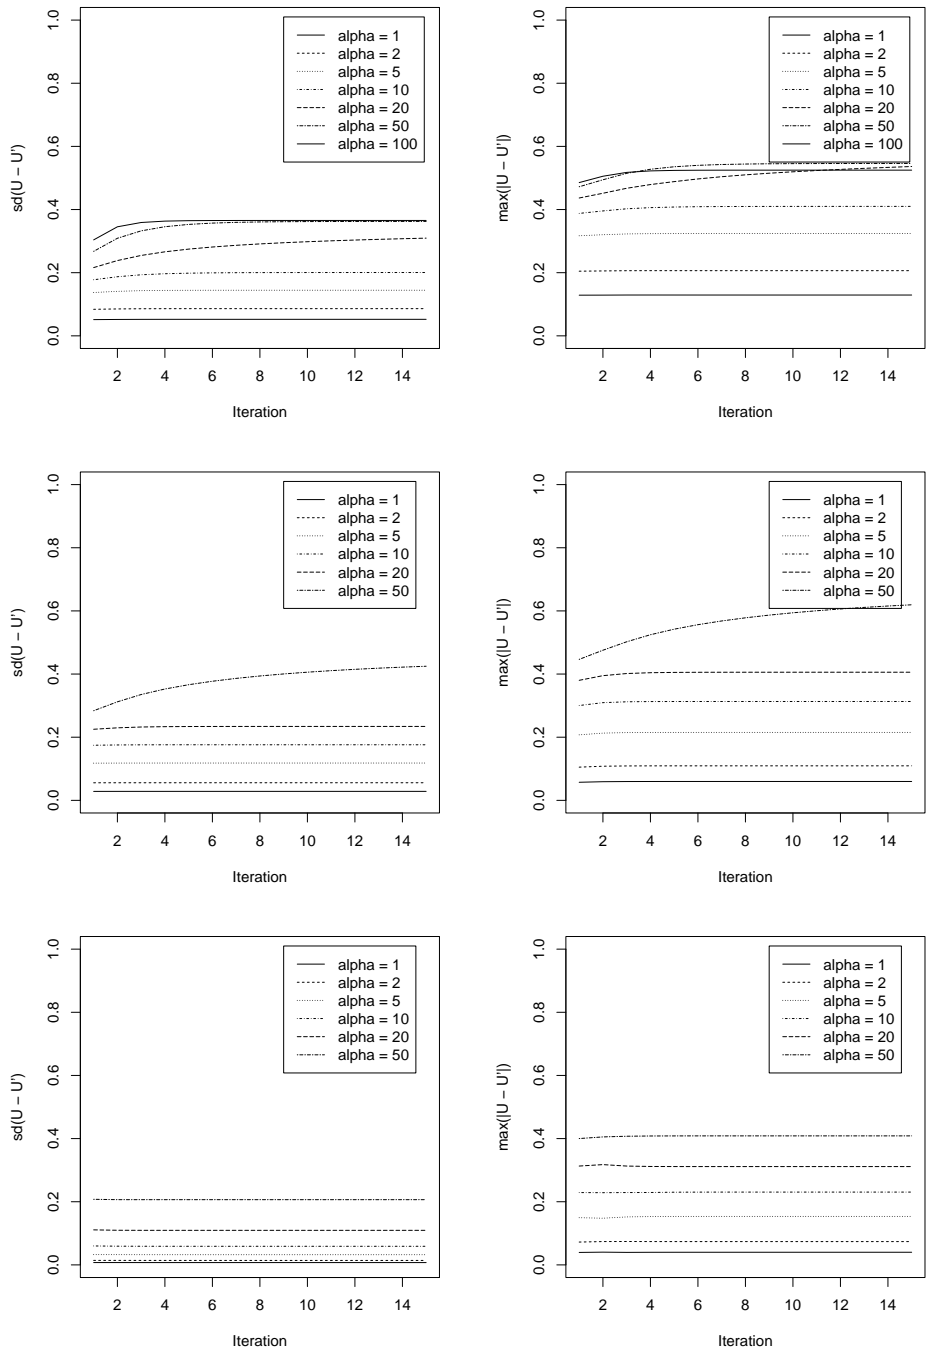 sd(U − U')
0.0 0.2 0.4 0.6 0.8 1.0
alpha = 1
alpha = 2
alpha = 5
alpha = 10
alpha = 20
alpha = 50
alpha = 100
2 4 6 8 10 12 14
Iteration
max(|U − U'|)
0.0 0.2 0.4 0.6 0.8 1.0
alpha = 1
alpha = 2
alpha = 5
alpha = 10
alpha = 20
alpha = 50
alpha = 100
2 4 6 8 10 12 14
Iteration
sd(U − U')
0.0 0.2 0.4 0.6 0.8 1.0
alpha = 1
alpha = 2
alpha = 5
alpha = 10
alpha = 20
alpha = 50
2 4 6 8 10 12 14
Iteration
max(|U − U'|)
0.0 0.2 0.4 0.6 0.8 1.0
alpha = 1
alpha = 2
alpha = 5
alpha = 10
alpha = 20
alpha = 50
2 4 6 8 10 12 14
Iteration
sd(U − U')
0.0 0.2 0.4 0.6 0.8 1.0
alpha = 1
alpha = 2
alpha = 5
alpha = 10
alpha = 20
alpha = 50
2 4 6 8 10 12 14
Iteration
max(|U − U'|)
0.0 0.2 0.4 0.6 0.8 1.0
alpha = 1
alpha = 2
alpha = 5
alpha = 10
alpha = 20
alpha = 50
2 4 6 8 10 12 14
Iteration